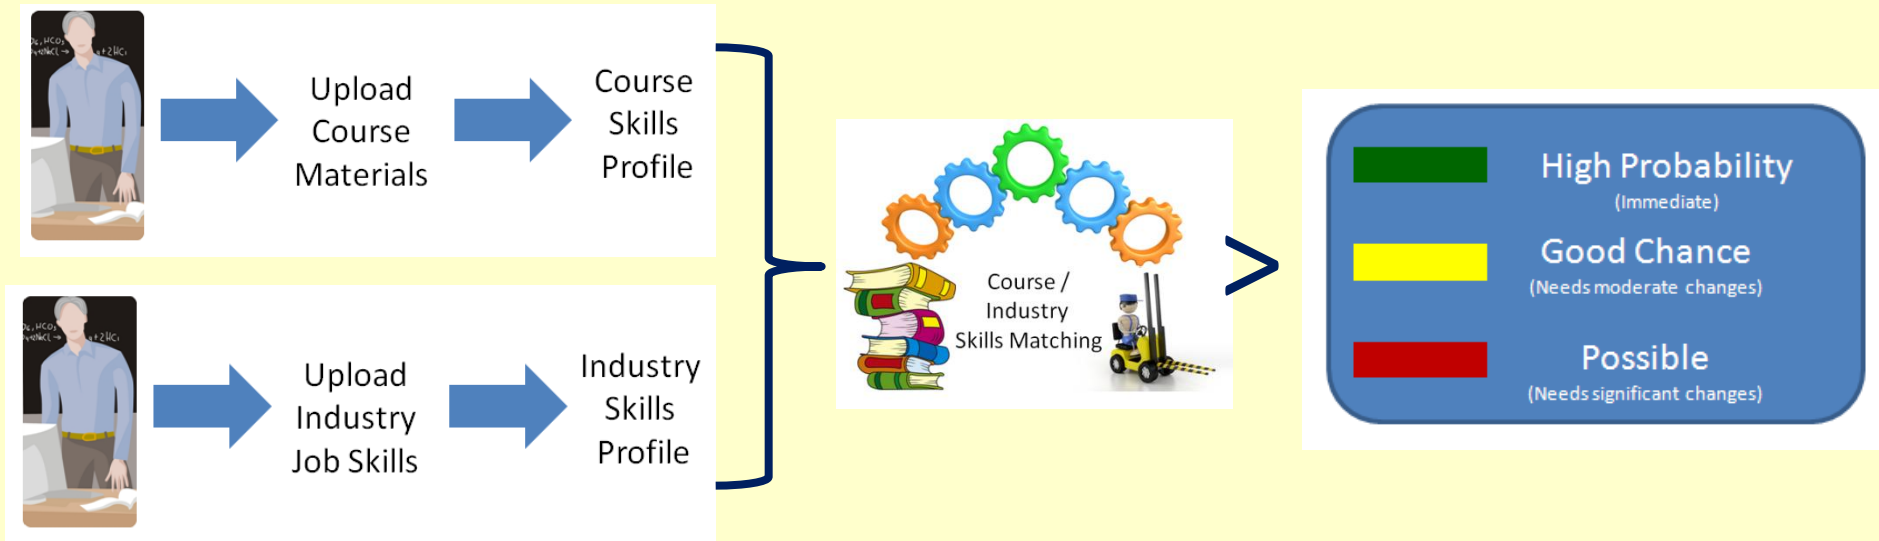 Upload
Course
Materials
Course
Skills
Profile
Upload
Industry
Job Skills
Industry
Skills
Profile
Course /
Industry
Skills Matching
High Probability
(Immediate)
Good Chance
(Needs moderate changes)
Possible
(Needs significant changes)